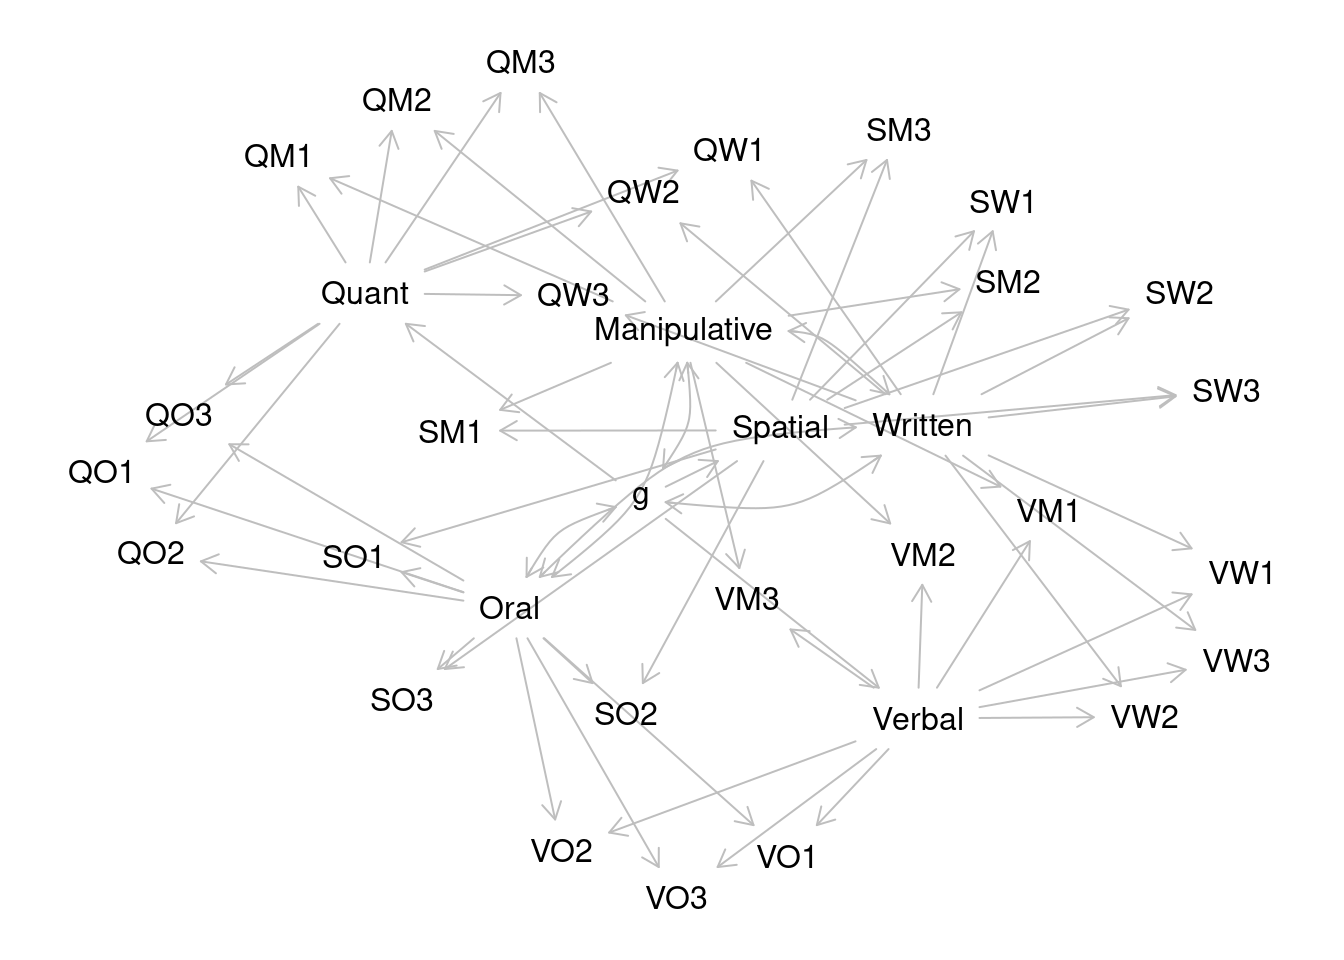 QM3
QM2
SM3
QM1
QW1
QW2
SW1
SM2
Quant
QW3
SW2
Manipulative
SW3
QO3
SM1
Spatial
Written
QO1
g
VM1
QO2
SO1
VM2
VW1
Oral
VM3
VW3
SO3
SO2
Verbal
VW2
VO2
VO1
VO3